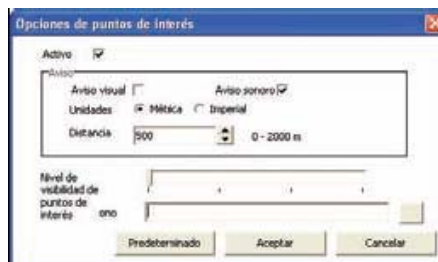 Opciones de puntos de interés
Activo
Aviso
Aviso visual Aviso sonoro
Unidades Métrica Imperial
Distancia 500 0 - 2000 m
Nivel de
visibilidad de
puntos de
interés ono
Predeterminado Aceptar Cancelar